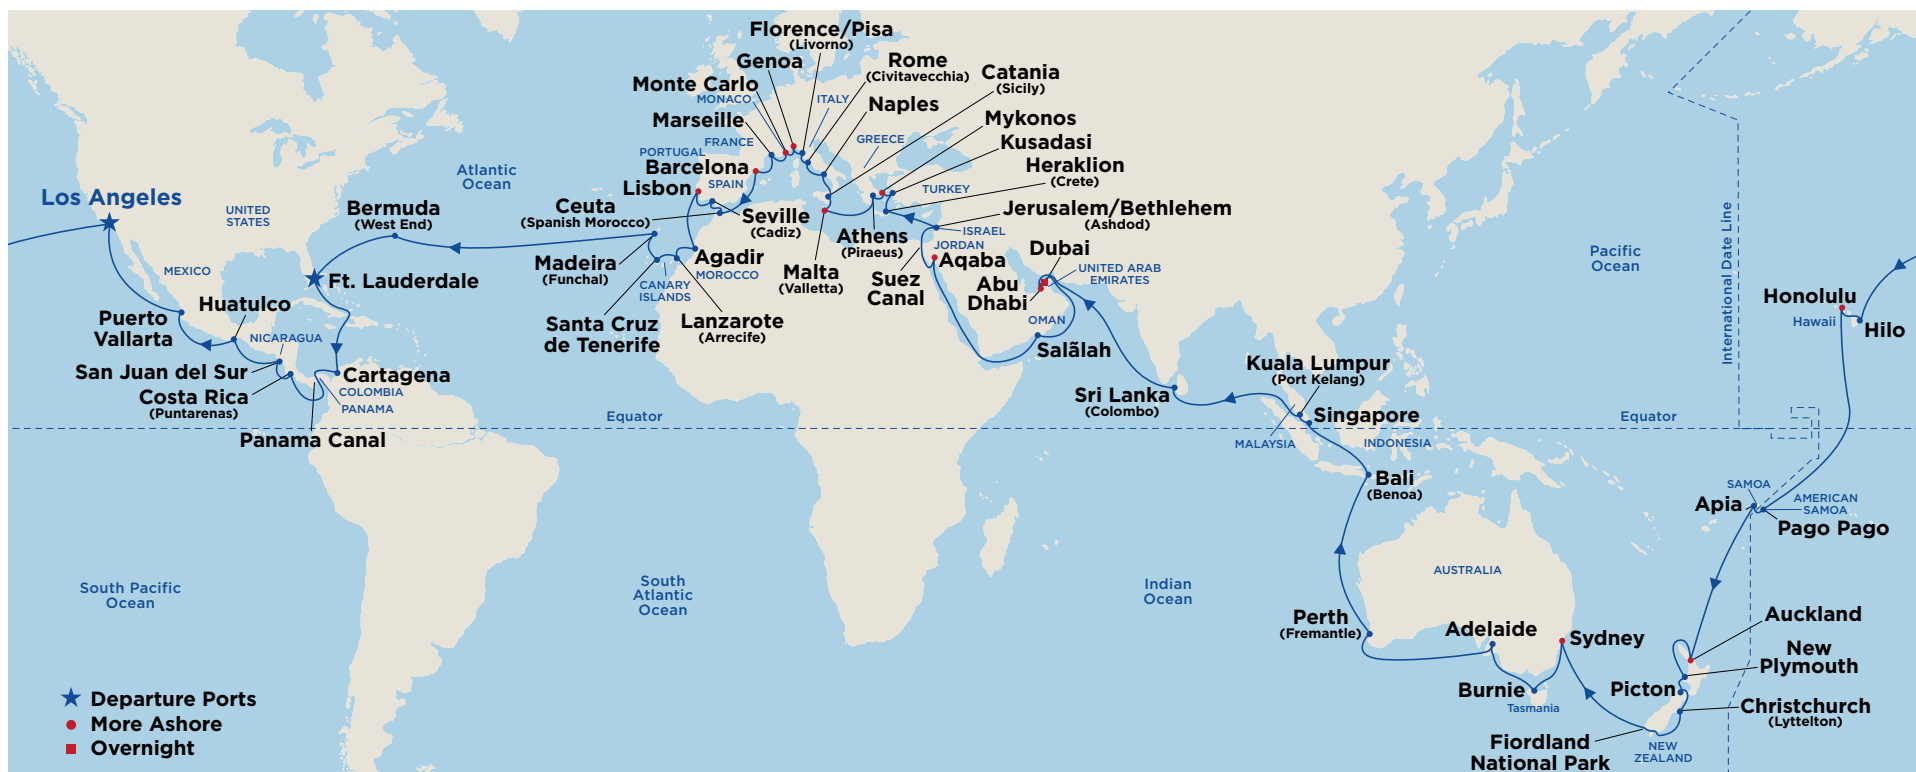 Florence/Pisa
(Livorno)
Genoa
Rome
(Civitavecchia)
Catania
(Sicily)
Monte Carlo
MONACO
ITALY
Naples
Marseille
FRANCE
GREECE
Mykonos
Kusadasi
PORTUGAL
Barcelona
Heraklion
(Crete)
Atlantic
Ocean
Lisbon
SPAIN
TURKEY
Los Angeles
UNITED
STATES
Bermuda
(West End)
Ceuta
(Spanish Morocco)
Seville
(Cadiz)
Jerusalem/Bethlehem
(Ashdod)
Athens
(Piraeus)
ISRAEL
JORDAN
Dubai
Pacific
Ocean
International Date Line
MEXICO
Ft. Lauderdale
Madeira
(Funchal)
Agadir
MOROCCO
Malta
(Valletta)
Suez
Canal
Aqaba
Abu
Dhabi
UNITED ARAB
EMIRATES
CANARY
ISLANDS
Huatulco
Honolulu
Hawaii
Hilo
Puerto
Vallarta
NICARAGUA
Santa Cruz
de Tenerife
Lanzarote
(Arrecife)
OMAN
Salãlah
San Juan del Sur
Cartagena
COLOMBIA
PANAMA
Costa Rica
(Puntarenas)
Kuala Lumpur
(Port Kelang)
Sri Lanka
(Colombo)
Singapore
Equator
Equator
Panama Canal
MALAYSIA
INDONESIA
Bali
(Benoa)
SAMOA
Apia
AMERICAN
SAMOA
Pago Pago
South Pacific
Ocean
South
Atlantic
Ocean
Indian
Ocean
AUSTRALIA
Perth
(Fremantle)
Adelaide
Sydney
Auckland
New
Plymouth
Burnie
Tasmania
Picton
Christchurch
(Lyttelton)
Fiordland
National Park
NEW
ZEALAND
Departure Ports
More Ashore
Overnight